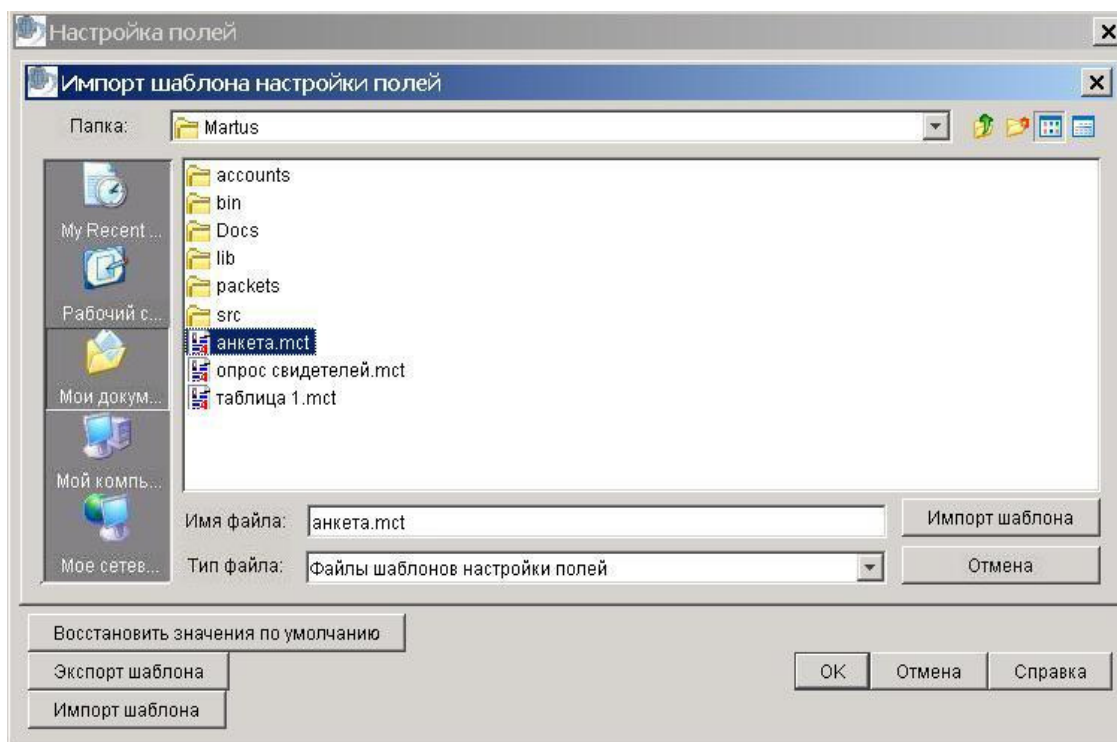 Настройка полей
Импорт шаблона настройки полей
Папка: Martus
My Recent ...
Рабочий с...
Мои докум...
Мой компь...
Мое сетев...
accounts
bin
Docs
lib
packets
src
анкета.mct
опрос свидетелей.mct
таблица 1.mct
Имя файла: анкета.mct Импорт шаблона
Тип файла: Файлы шаблонов настройки полей Отмена
Восстановить значения по умолчанию
Экспорт шаблона OK Отмена Справка
Импорт шаблона